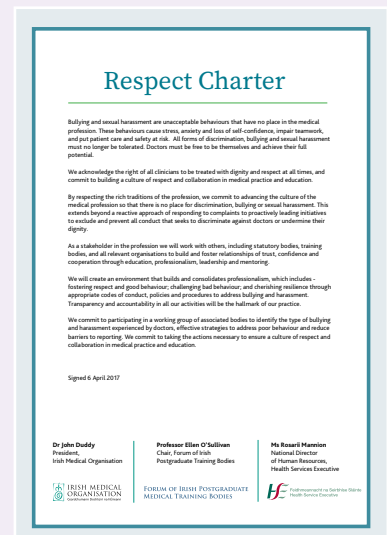 Respect Charter
Bullying and sexual harassment are unacceptable behaviours that have no place in the medical
profession. These behaviours cause stress, anxiety and loss of self-confidence, impair teamwork,
and put patient care and safety at risk. All forms of discrimination, bullying and sexual harassment
must no longer be tolerated. Doctors must be free to be themselves and achieve their full
potential.
We acknowledge the right of all clinicians to be treated with dignity and respect at all times, and
commit to building a culture of respect and collaboration in medical practice and education.
By respecting the rich traditions of the profession, we commit to advancing the culture of the
medical profession so that there is no place for discrimination, bullying or sexual harassment. This
extends beyond a reactive approach of responding to complaints to proactively leading initiatives
to exclude and prevent all conduct that seeks to discriminate against doctors or undermine their
dignity.
As a stakeholder in the profession we will work with others, including statutory bodies, training
bodies, and all relevant organisations to build and foster relationships of trust, confidence and
cooperation through education, professionalism, leadership and mentoring.
We will create an environment that builds and consolidates professionalism, which includes -
fostering respect and good behaviour; challenging bad behaviour; and cherishing resilience through
appropriate codes of conduct, policies and procedures to address bullying and harassment.
Transparency and accountability in all our activities will be the hallmark of our practice.
We commit to participating in a working group of associated bodies to identify the type of bullying
and harassment experienced by doctors, effective strategies to address poor behaviour and reduce
barriers to reporting. We commit to taking the actions necessary to ensure a culture of respect and
collaboration in medical practice and education.
Signed 6 April 2017
Dr John Duddy
President,
Irish Medical Organisation
Professor Ellen O'Sullivan
Chair, Forum of Irish
Postgraduate Training Bodies
Ms Rosarii Mannion
National Director
of Human Resources,
Health Services Executive
IRISH MEDICAL
ORGANISATION
Ceardchumann Dochtúirí na hÉireann
FORUM OF IRISH POSTGRADUATE
MEDICAL TRAINING BODIES
Feidhmeannacht na Seirbhíse Sláinte
Health Service Executive